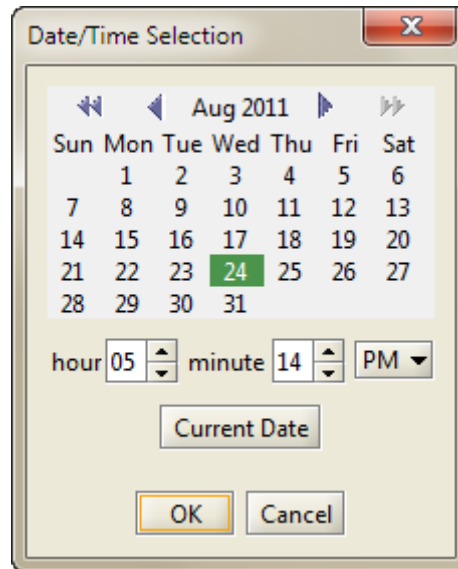 Date/Time Selection
Aug 2011
Sun Mon Tue Wed Thu Fri Sat
1 2 3 4 5 6
7 8 9 10 11 12 13
14 15 16 17 18 19 20
21 22 23 24 25 26 27
28 29 30 31
hour 05 minute 14 PM
Current Date
OK Cancel